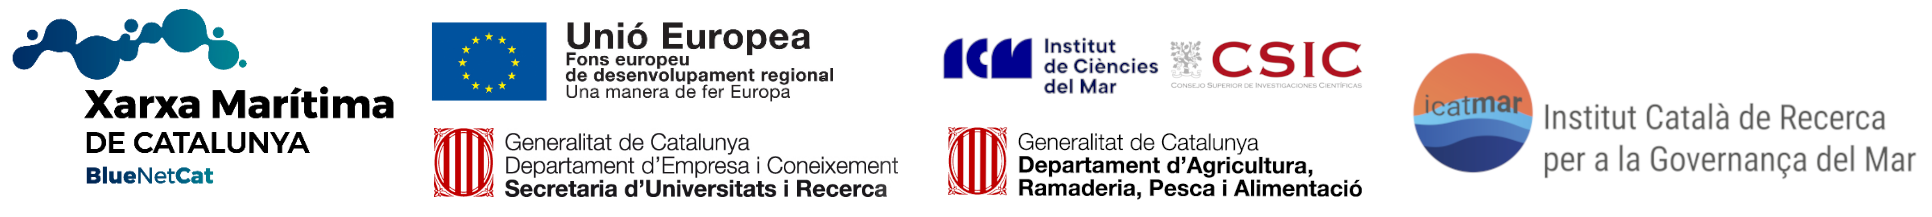 Xarxa Marítima
DE CATALUNYA
BlueNetCat
Unió Europea
Fons europeu
de desenvolupament regional
Una manera de fer Europa
Generalitat de Catalunya
Departament d'Empresa i Coneixement
Secretaria d'Universitats i Recerca
ICM
Institut
de Ciències
del Mar
CSIC
CONSEJO SUPERIOR DE INVESTIGACIONES CIENTÍFICAS
Generalitat de Catalunya
Departament d'Agricultura,
Ramaderia, Pesca i Alimentació
icatmar
Institut Català de Recerca
per a la Governança del Mar